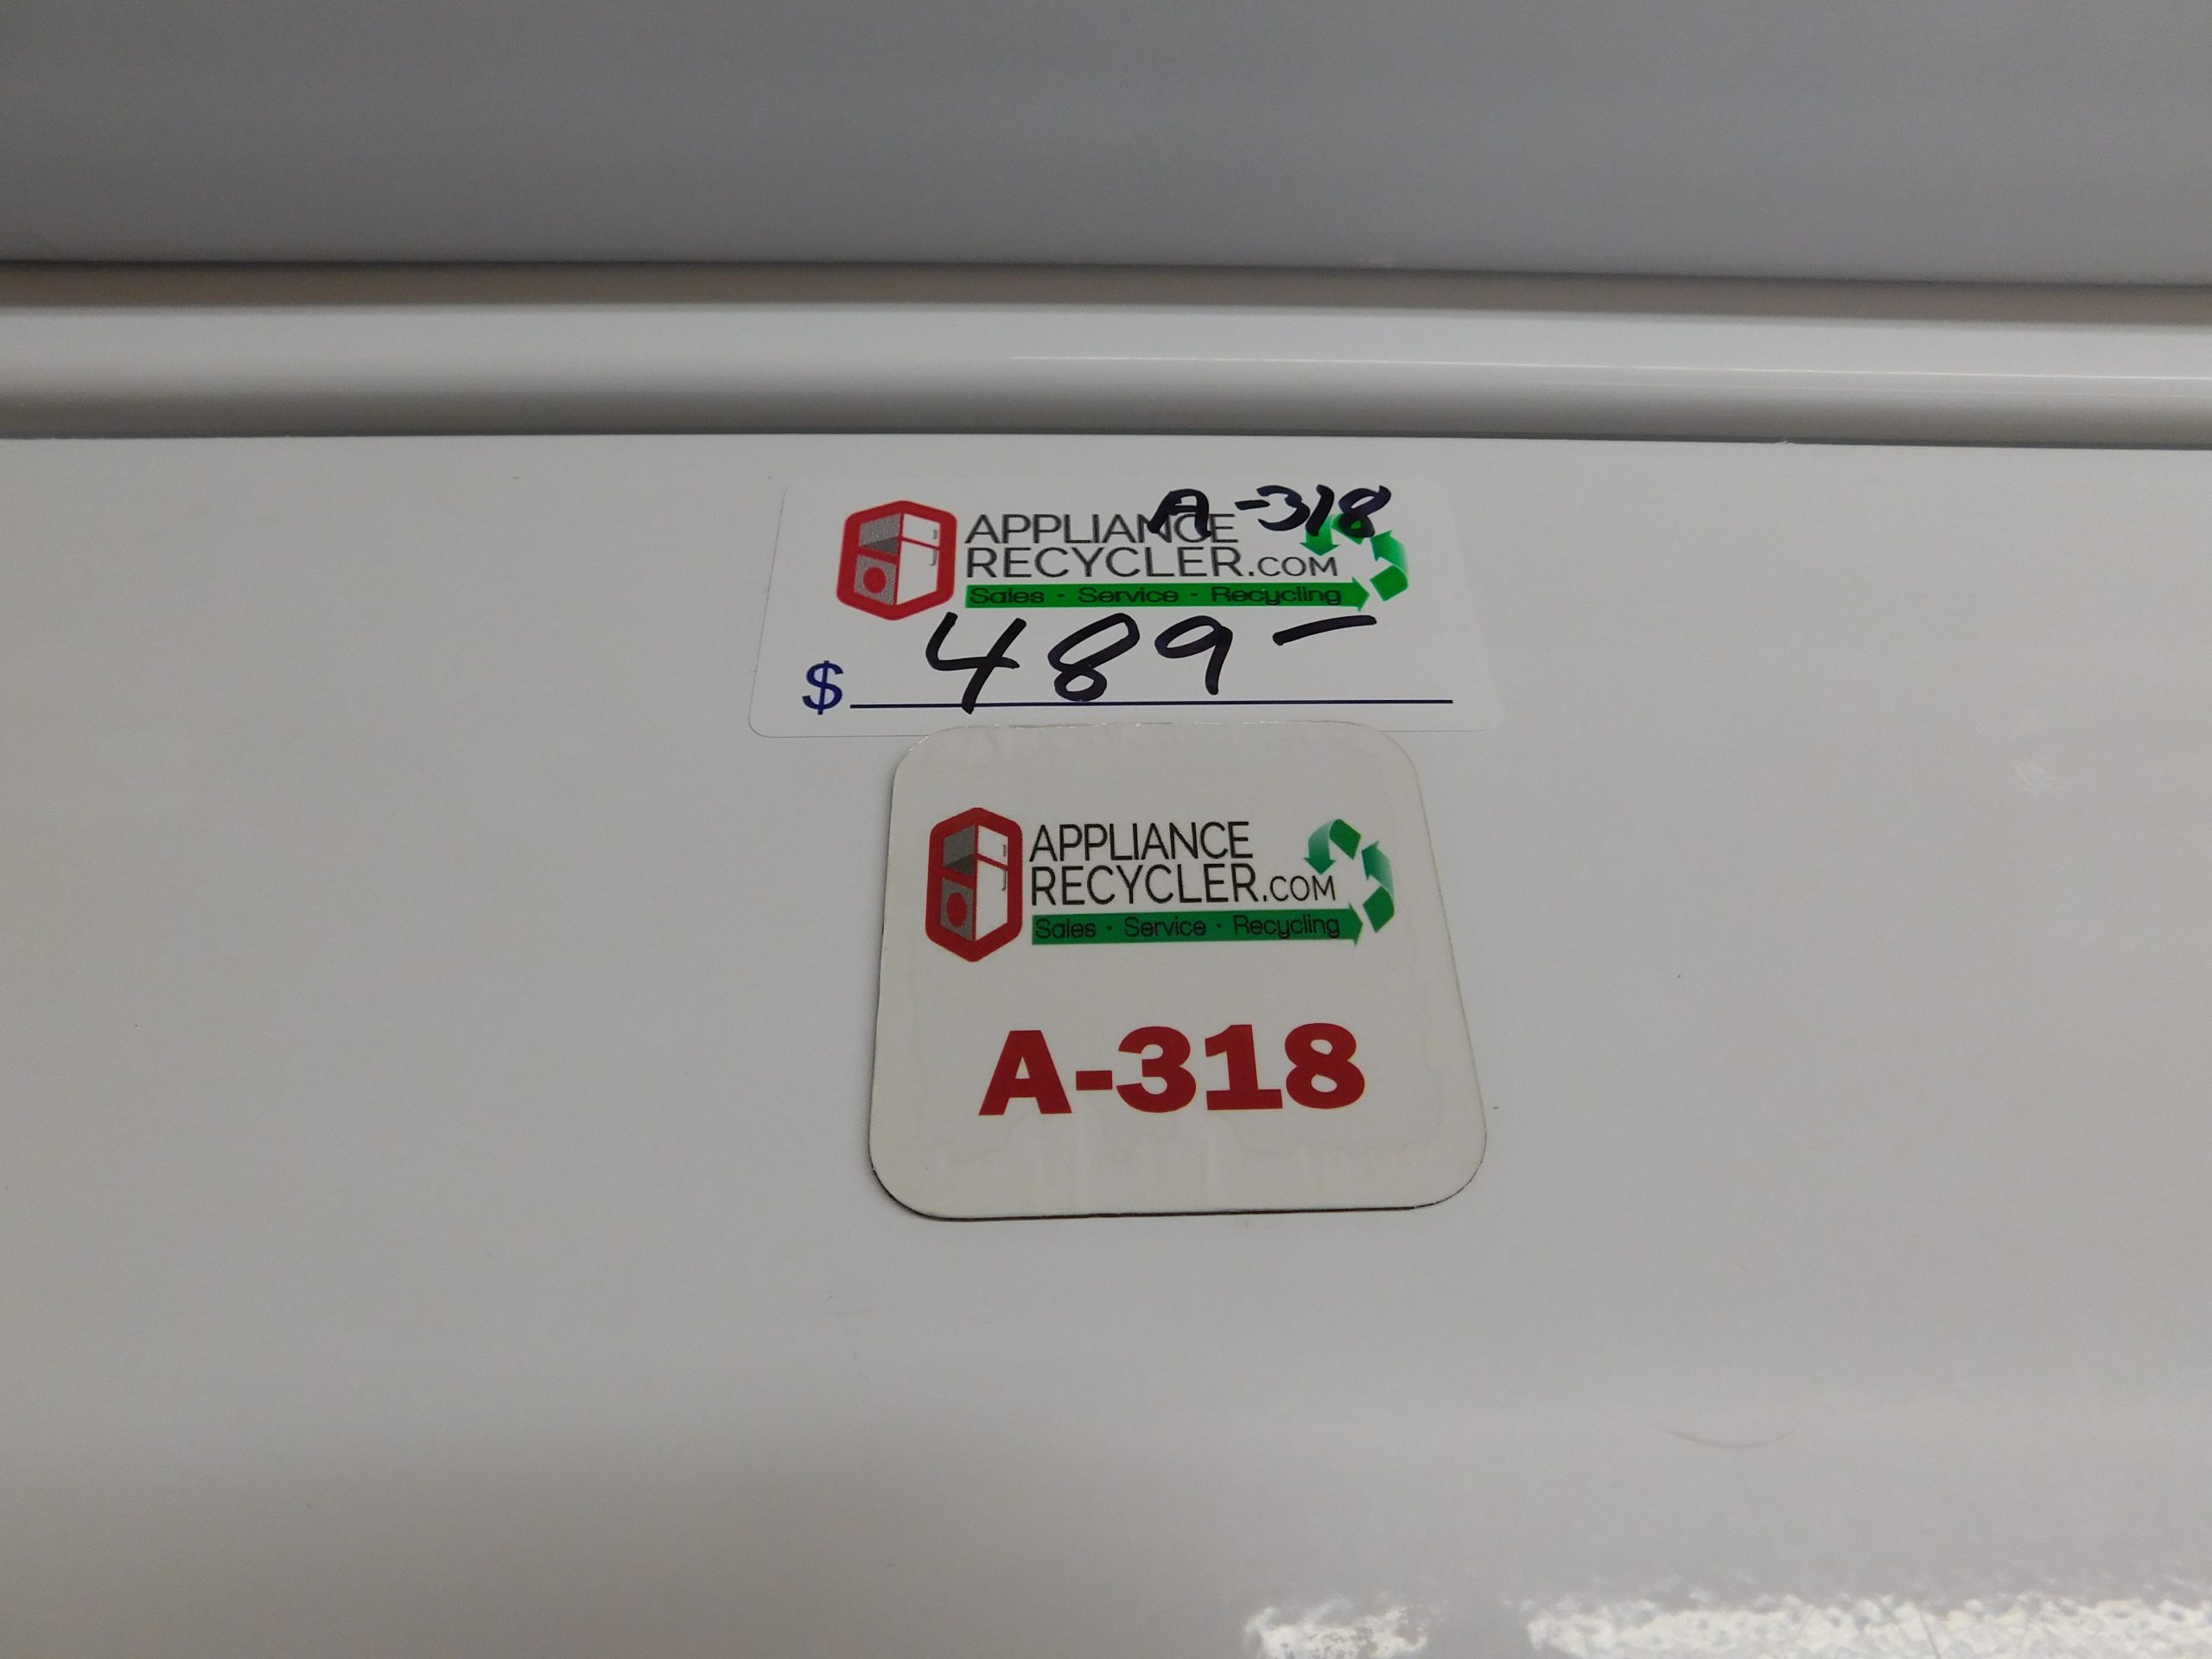 A-318
APPLIANCE
RECYCLER.COM
Sales · Service · Recycling
$ 489-
APPLIANCE
RECYCLER.COM
Sales · Service · Recycling
A-318